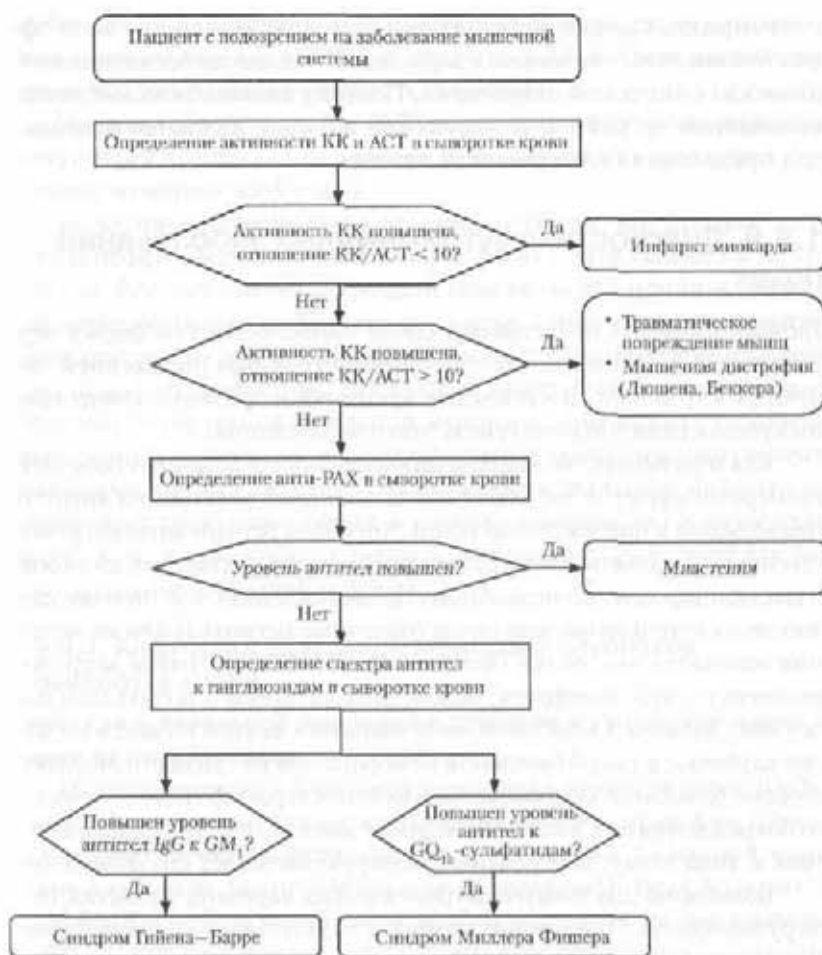 Пациент с подозрением на заболевание мышечной
системы
Определение активности КК и АСТ в сыворотке крови
Активность КК повышена,
отношение КК/АСТ < 10?
Да
Инфаркт миокарда
Нет
Активность КК повышена,
отношение КК/АСТ > 10?
Да
* Травматическое
повреждение мышц
Мышечная дистрофия
(Дюшена, Беккера)
Нет
Определение анти-РАХ в сыворотке крови
Уровень антител повышен?
Да
Миастения
Нет
Определение спектра антител
к ганглиозидам и сыворотке крови
Повышен уровень
антител IgG к GM1?
Повышен уровень
антител к
GQ1b-сульфатидам?
Да
Да
Синдром Гийена–Барре
Синдром Миллера Фишера